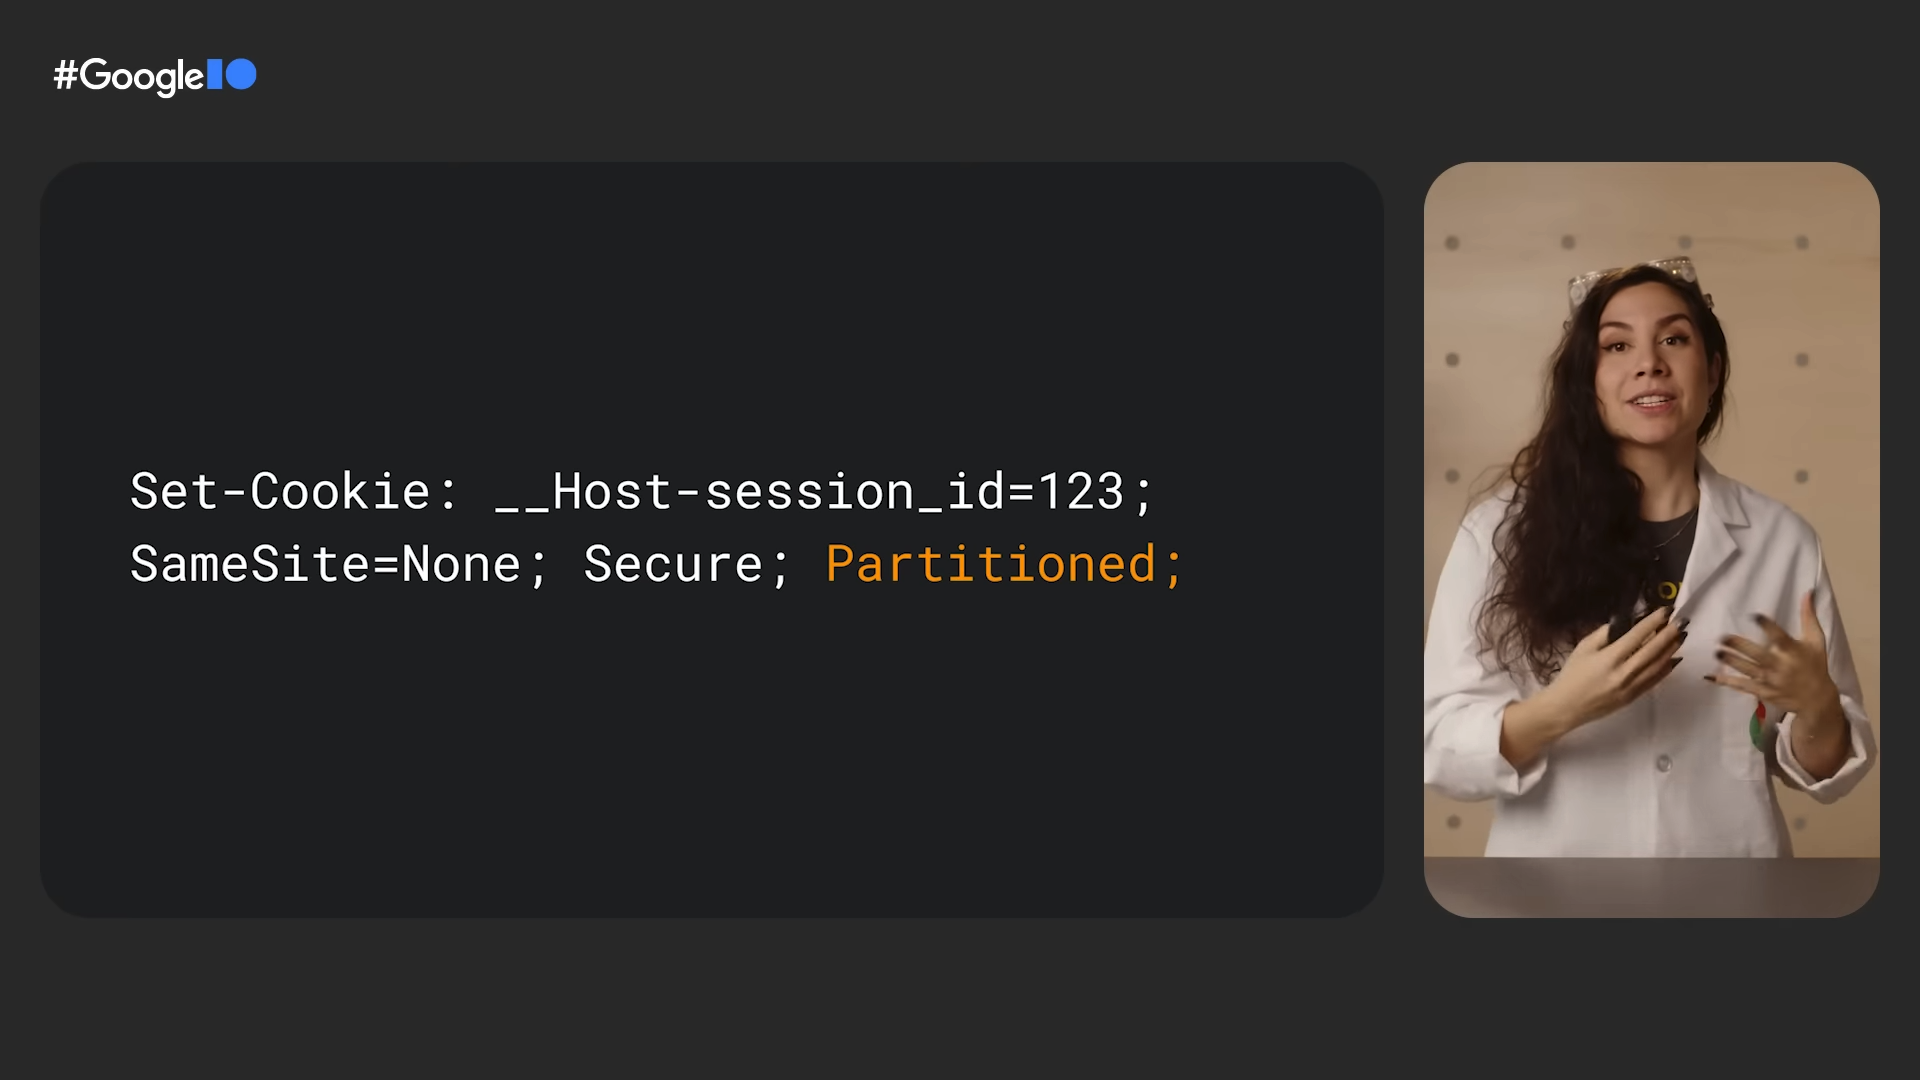 #GoogleIO
Set-Cookie: __Host-session_id=123;
SameSite=None; Secure; Partitioned;